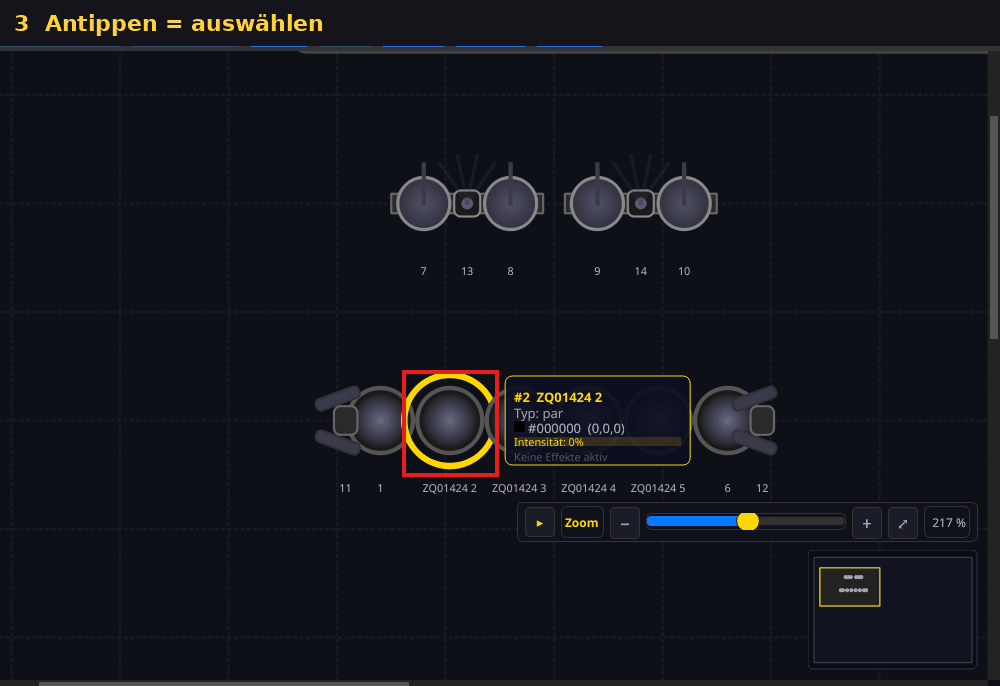 3 Antippen = auswählen
7 13 8 9 14 10
#2 ZQ01424 2
Typ: par
#000000 (0,0,0)
Intensität: 0%
Keine Effekte aktiv
11 1 ZQ01424 2 ZQ01424 3 ZQ01424 4 ZQ01424 5 6 12
▸ Zoom − + ⤢ 217 %